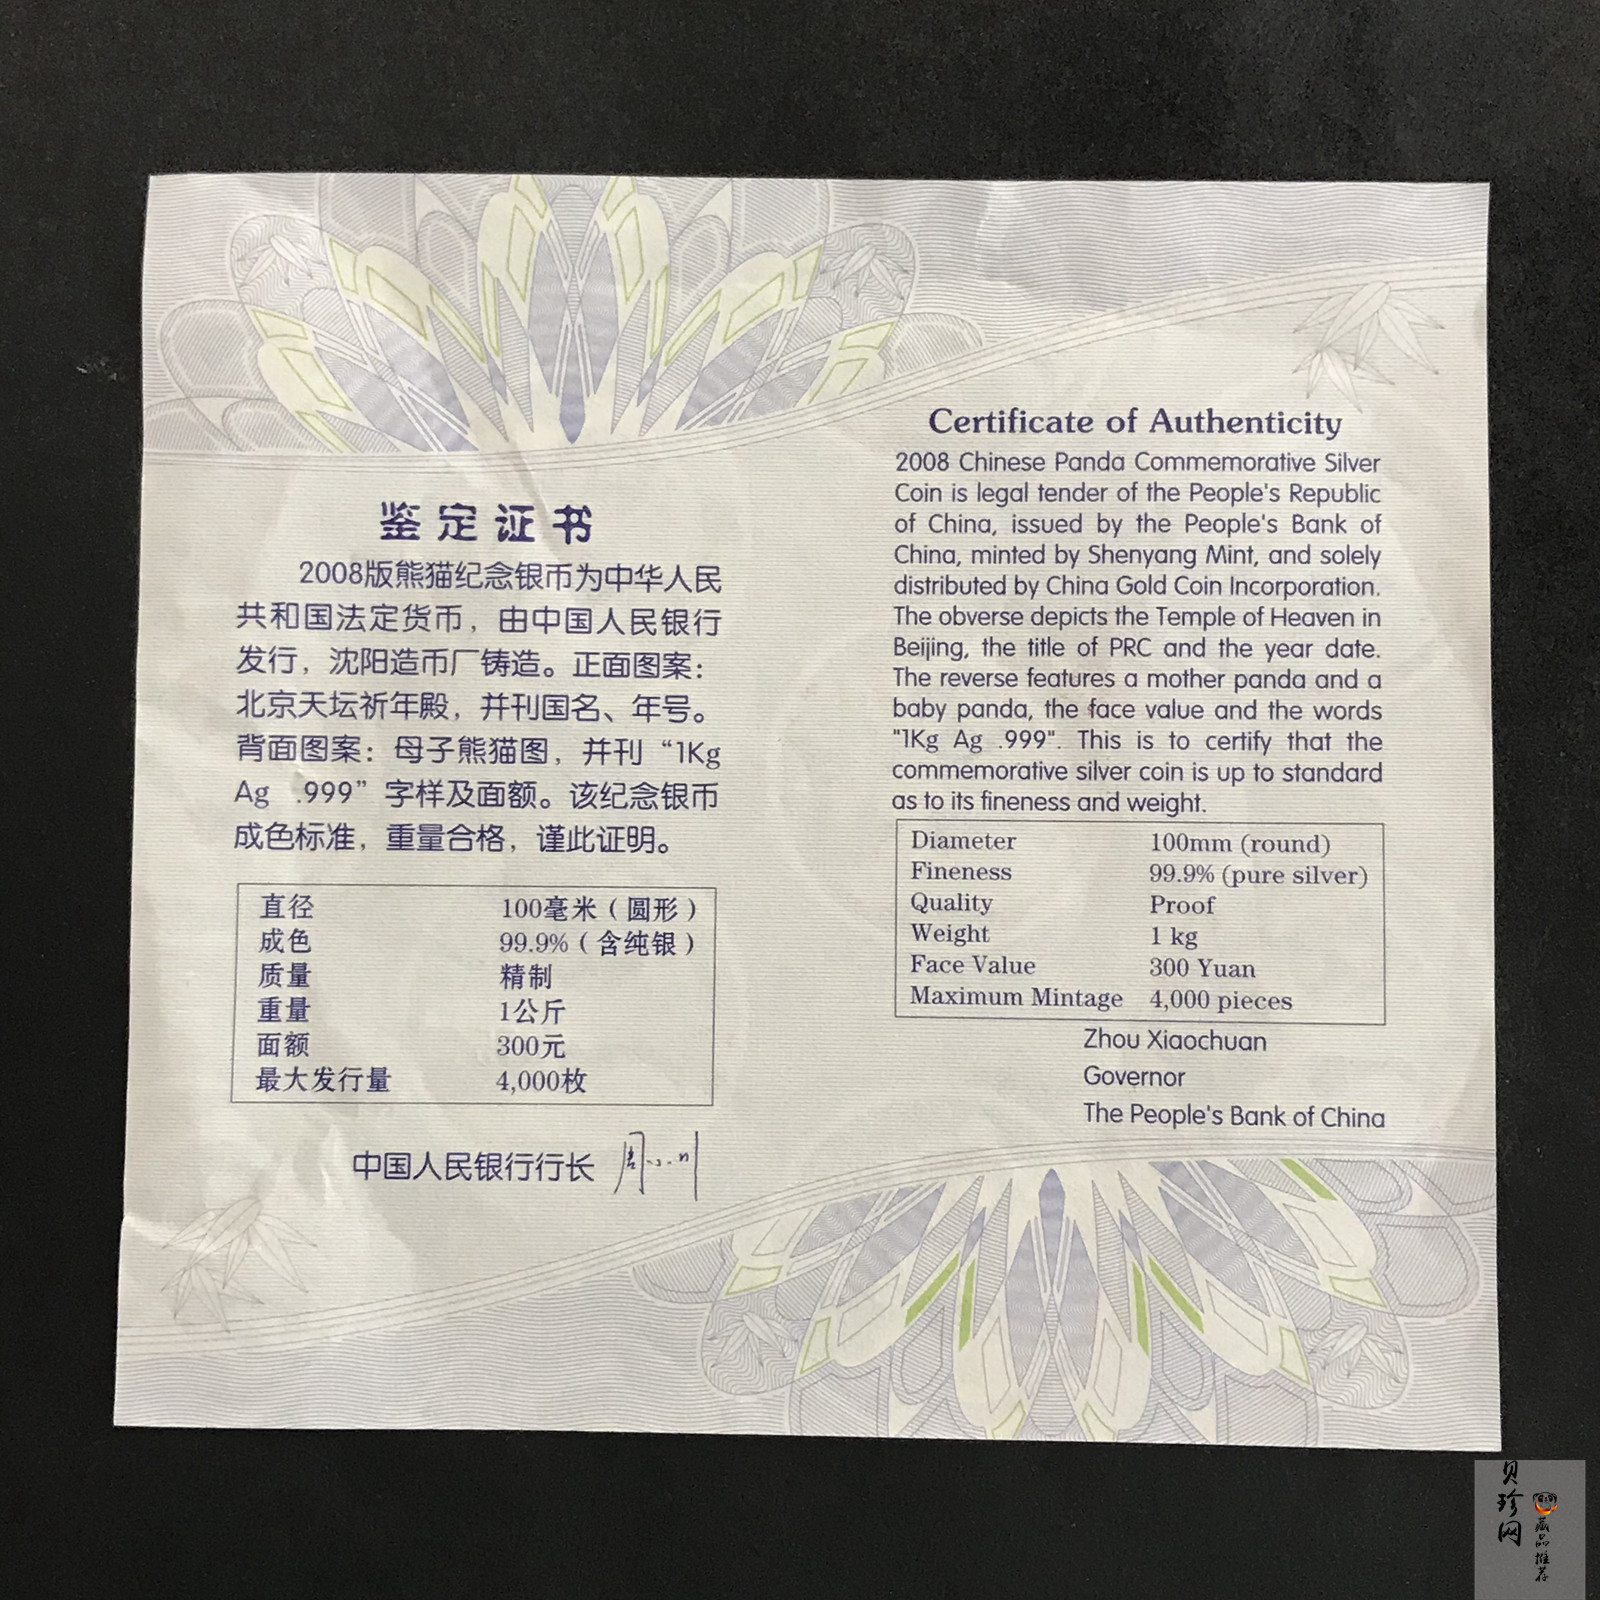 鉴定证书
2008版熊猫纪念银币为中华人民
共和国法定货币，由中国人民银行
发行，沈阳造币厂铸造。正面图案：
北京天坛祈年殿，并刊国名、年号。
背面图案：母子熊猫图，并刊“1Kg
Ag .999”字样及面额。该纪念银币
成色标准，重量合格，谨此证明。
直径 100毫米（圆形）
成色 99.9%（含纯银）
质量 精制
重量 1公斤
面额 300元
最大发行量 4,000枚
中国人民银行行长 周小川
Certificate of Authenticity
2008 Chinese Panda Commemorative Silver
Coin is legal tender of the People's Republic
of China, issued by the People's Bank of
China, minted by Shenyang Mint, and solely
distributed by China Gold Coin Incorporation.
The obverse depicts the Temple of Heaven in
Beijing, the title of PRC and the year date.
The reverse features a mother panda and a
baby panda, the face value and the words
"1Kg Ag .999". This is to certify that the
commemorative silver coin is up to standard
as to its fineness and weight.
Diameter 100mm (round)
Fineness 99.9% (pure silver)
Quality Proof
Weight 1 kg
Face Value 300 Yuan
Maximum Mintage 4,000 pieces
Zhou Xiaochuan
Governor
The People's Bank of China
贝珍网
藏品推荐